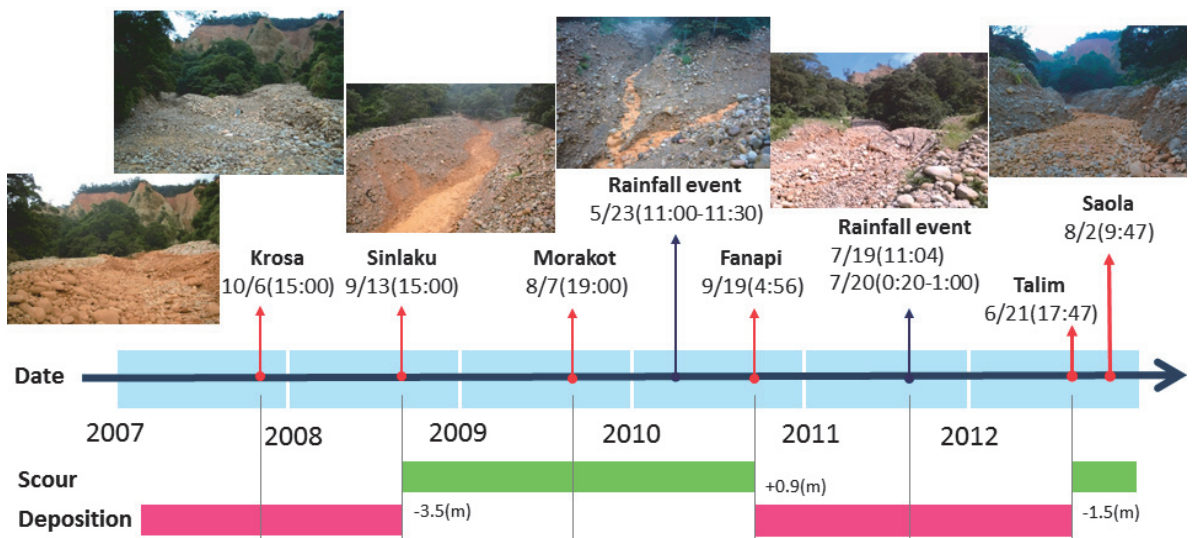 Krosa
10/6(15:00)
Sinlaku
9/13(15:00)
Morakot
8/7(19:00)
Rainfall event
5/23(11:00-11:30)
Fanapi
9/19(4:56)
Rainfall event
7/19(11:04)
7/20(0:20-1:00)
Talim
6/21(17:47)
Saola
8/2(9:47)
Date
2007
2008
2009
2010
2011
2012
Scour
+0.9(m)
Deposition
-3.5(m)
-1.5(m)